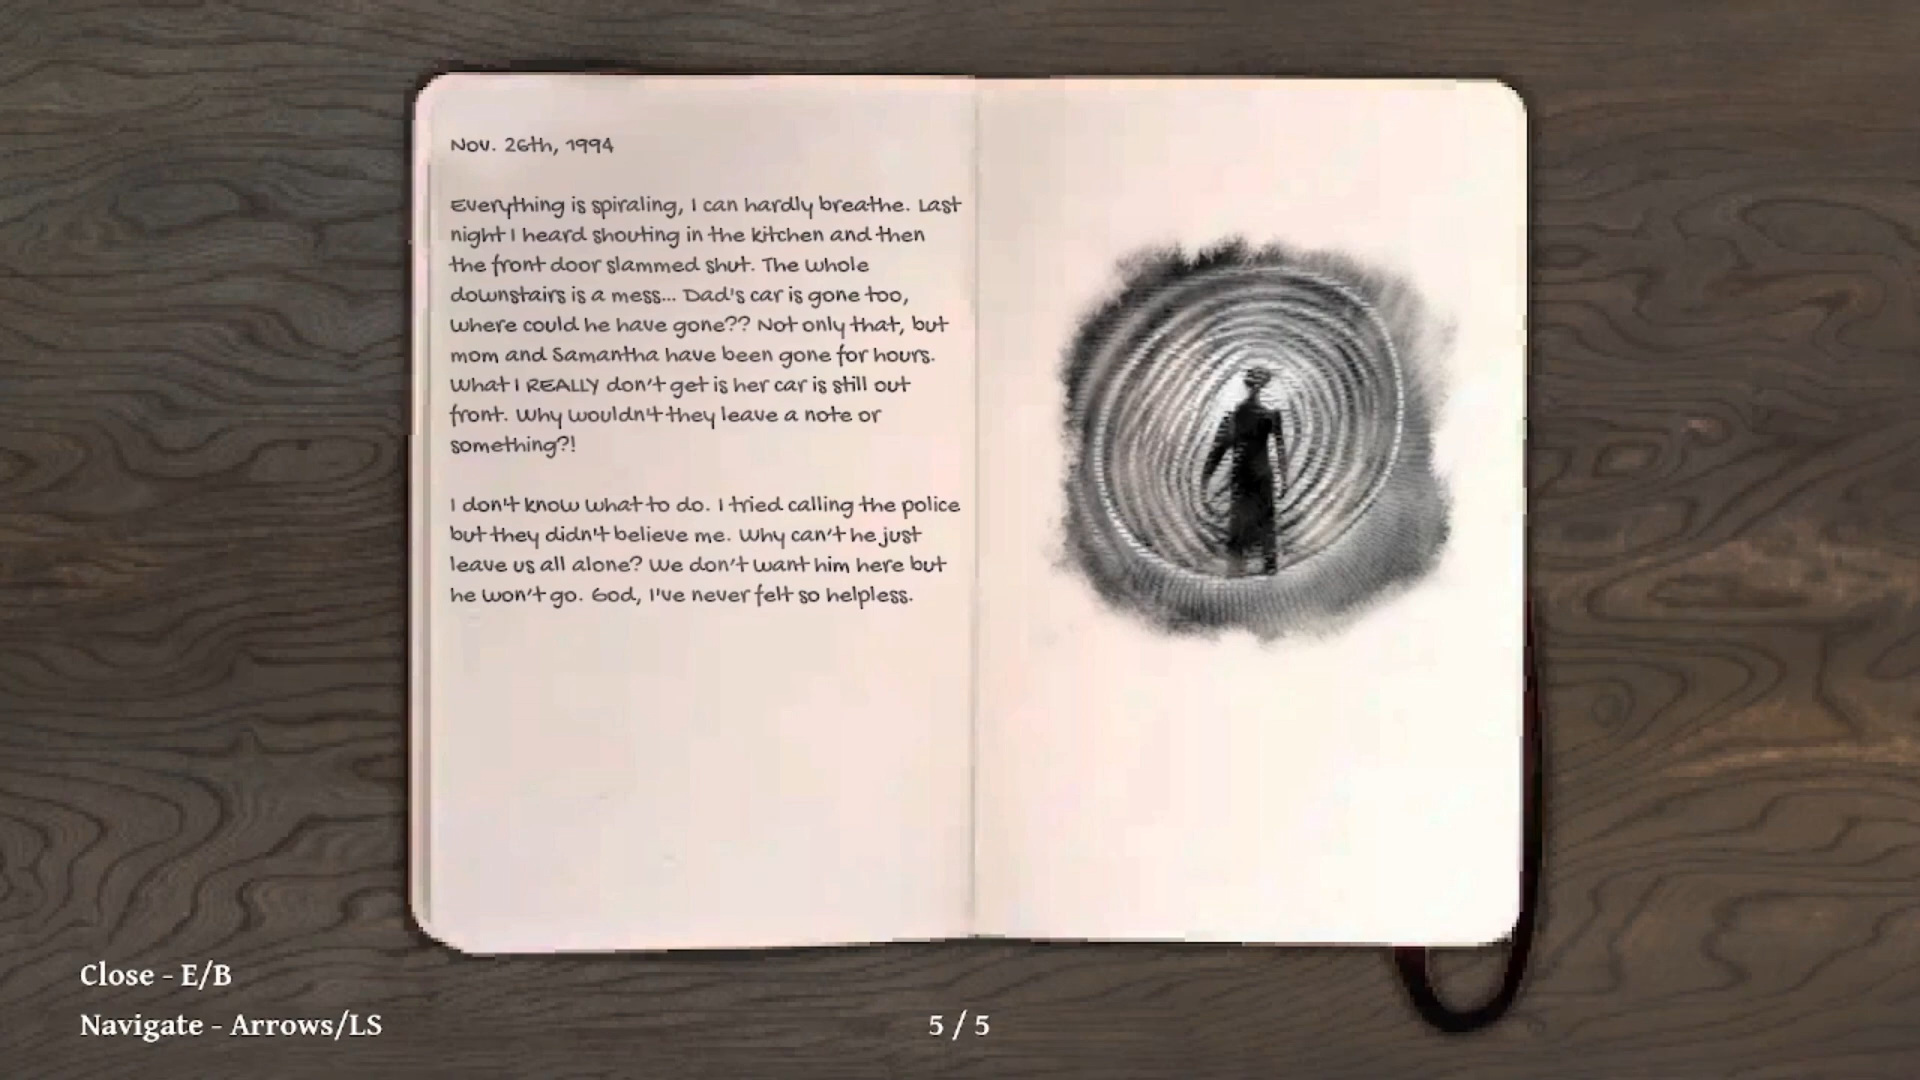 Nov. 26th, 1994
Everything is spiraling, I can hardly breathe. Last
night I heard shouting in the kitchen and then
the front door slammed shut. The whole
downstairs is a mess... Dad's car is gone too,
where could he have gone?? Not only that, but
mom and Samantha have been gone for hours.
What I REALLY don't get is her car is still out
front. Why wouldn't they leave a note or
something?!
I don't know what to do. I tried calling the police
but they didn't believe me. Why can't he just
leave us all alone? We don't want him here but
he won't go. God, I've never felt so helpless.
Close - E/B
Navigate - Arrows/LS
5 / 5